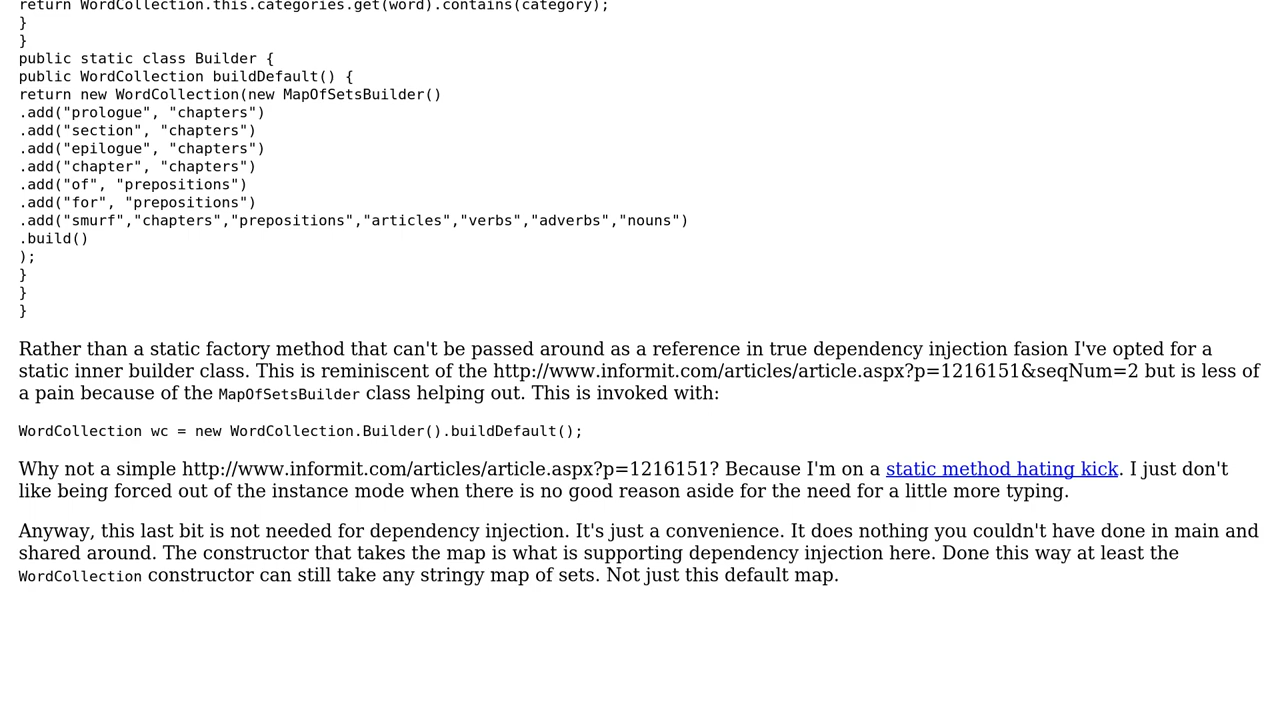 return WordCollection.this.categories.get(word).contains(category);
}
}
public static class Builder {
public WordCollection buildDefault() {
return new WordCollection(new MapOfSetsBuilder()
.add("prologue", "chapters")
.add("section", "chapters")
.add("epilogue", "chapters")
.add("chapter", "chapters")
.add("of", "prepositions")
.add("for", "prepositions")
.add("smurf","chapters","prepositions","articles","verbs","adverbs","nouns")
.build()
);
}
}
}
Rather than a static factory method that can't be passed around as a reference in true dependency injection fasion I've opted for a
static inner builder class. This is reminiscent of the http://www.informit.com/articles/article.aspx?p=1216151&seqNum=2 but is less of
a pain because of the MapOfSetsBuilder class helping out. This is invoked with:
WordCollection wc = new WordCollection.Builder().buildDefault();
Why not a simple http://www.informit.com/articles/article.aspx?p=1216151? Because I'm on a static method hating kick. I just don't
like being forced out of the instance mode when there is no good reason aside for the need for a little more typing.
Anyway, this last bit is not needed for dependency injection. It's just a convenience. It does nothing you couldn't have done in main and
shared around. The constructor that takes the map is what is supporting dependency injection here. Done this way at least the
WordCollection constructor can still take any stringy map of sets. Not just this default map.